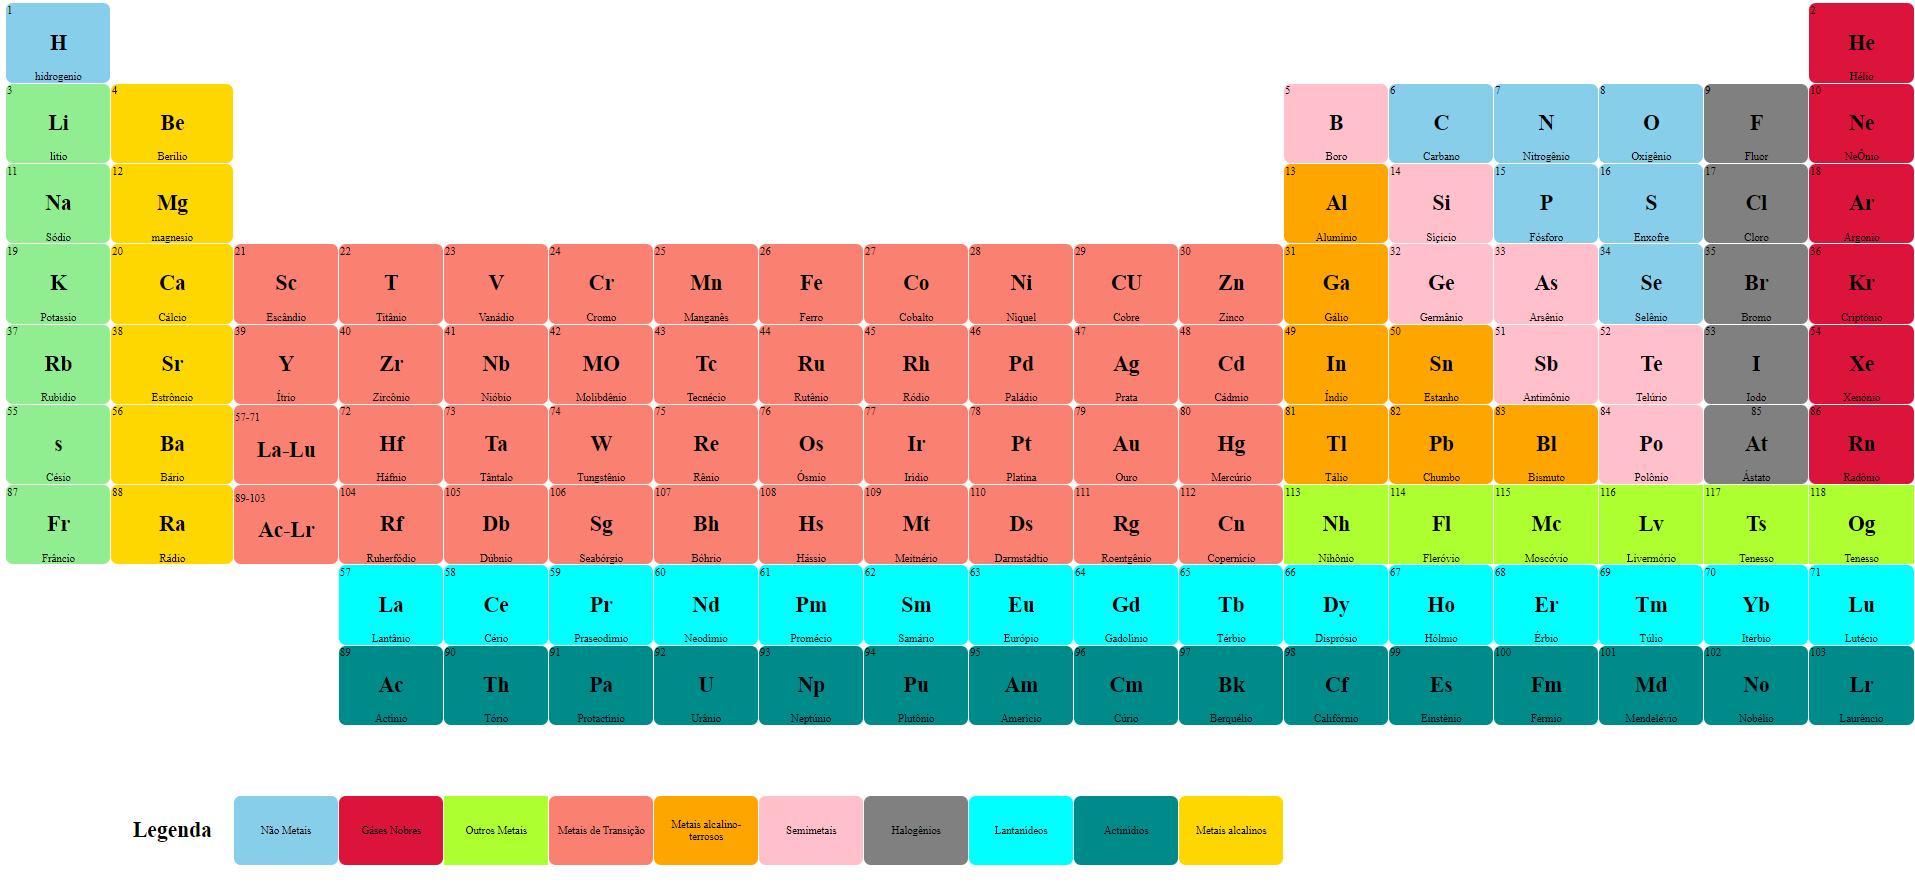 1 2
H He
hidrogenio Hélio
3 4 5 6 7 8 9 10
Li Be B C N O F Ne
lítio Berílio Boro Carbano Nitrogênio Oxigênio Fluor NeÔnio
11 12 13 14 15 16 17 18
Na Mg Al Si P S Cl Ar
Sódio magnesio Alumínio Siçício Fósforo Enxofre Cloro Argonio
19 20 21 22 23 24 25 26 27 28 29 30 31 32 33 34 35 36
K Ca Sc T V Cr Mn Fe Co Ni CU Zn Ga Ge As Se Br Kr
Potassio Cálcio Escândio Titânio Vanádio Cromo Manganês Ferro Cobalto Níquel Cobre Zinco Gálio Germânio Arsênio Selênio Bromo Criptônio
37 38 39 40 41 42 43 44 45 46 47 48 49 50 51 52 53 54
Rb Sr Y Zr Nb MO Tc Ru Rh Pd Ag Cd In Sn Sb Te I Xe
Rubídio Estrôncio Ítrio Zircônio Nióbio Molibdênio Tecnécio Rutênio Ródio Paládio Prata Cádmio Índio Estanho Antimônio Telúrio Iodo Xenônio
55 56 57-71 72 73 74 75 76 77 78 79 80 81 82 83 84 85 86
s Ba La-Lu Hf Ta W Re Os Ir Pt Au Hg Tl Pb Bl Po At Rn
Césio Bário Háfnio Tântalo Tungstênio Rênio Ósmio Irídio Platina Ouro Mercúrio Tálio Chumbo Bismuto Polônio Ástato Radônio
87 88 89-103 104 105 106 107 108 109 110 111 112 113 114 115 116 117 118
Fr Ra Ac-Lr Rf Db Sg Bh Hs Mt Ds Rg Cn Nh Fl Mc Lv Ts Og
Frâncio Rádio Ruherfódio Dúbnio Seabórgio Bóhrio Hássio Meitnério Darmstádtio Roentgênio Copernício Nihônio Fleróvio Moscóvio Livermório Tenesso Tenesso
57 58 59 60 61 62 63 64 65 66 67 68 69 70 71
La Ce Pr Nd Pm Sm Eu Gd Tb Dy Ho Er Tm Yb Lu
Lantânio Cério Praseodímio Neodímio Promécio Samário Európio Gadolínio Térbio Disprósio Hólmio Érbio Túlio Itérbio Lutécio
89 90 91 92 93 94 95 96 97 98 99 100 101 102 103
Ac Th Pa U Np Pu Am Cm Bk Cf Es Fm Md No Lr
Actínio Tório Protactínio Urânio Neptúnio Plutônio Amerício Cúrio Berquélio Califórnio Einstênio Férmio Mendelévio Nobélio Laurêncio
Legenda Não Metais Gáses Nobres Outros Metais Metais de Transição Metais alcalino-terrosos Semimetais Halogênios Lantanídeos Actinídios Metais alcalinos